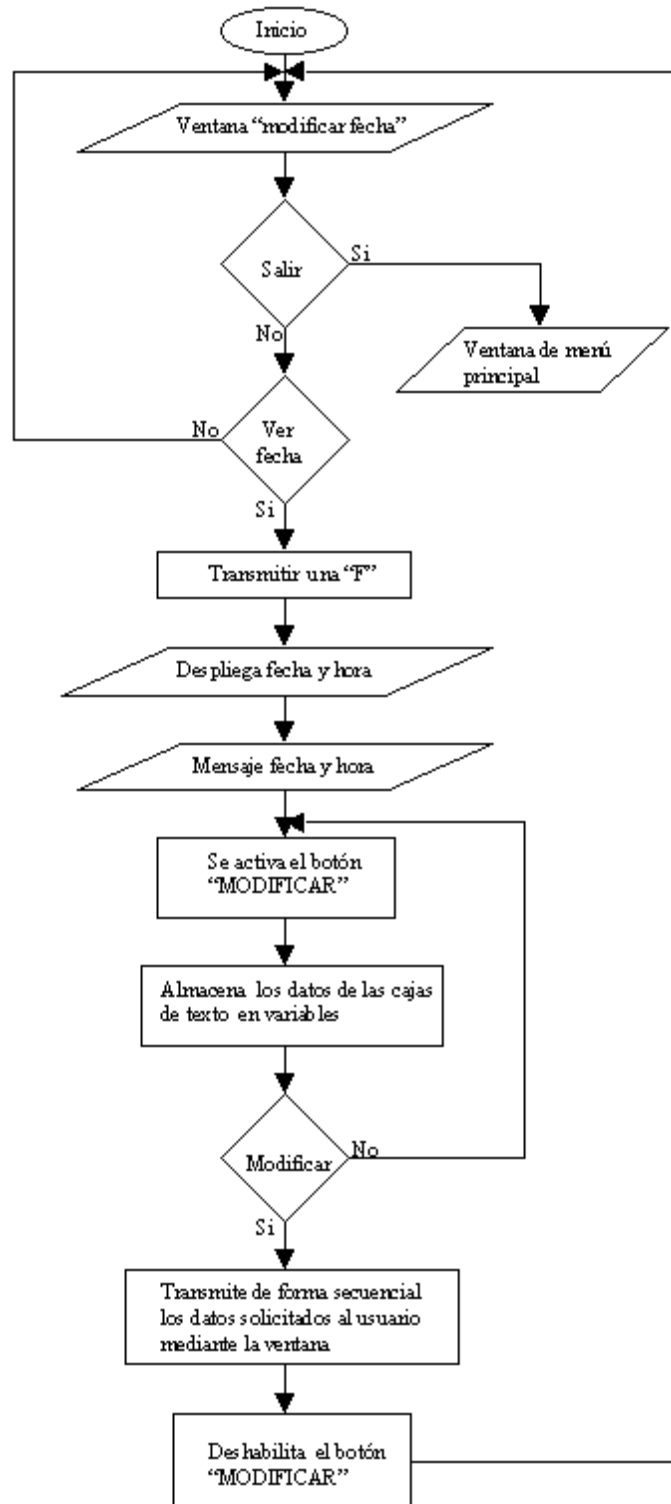 Inicio
Ventana “modificar fecha”
Salir
Si
No
Ventana de menú
principal
No
Ver
fecha
Si
Transmitir una “F”
Despliega fecha y hora
Mensaje fecha y hora
Se activa el botón
“MODIFICAR”
Almacena los datos de las cajas
de texto en variables
Modificar
No
Si
Transmite de forma secuencial
los datos solicitados al usuario
mediante la ventana
Deshabilita el botón
“MODIFICAR”